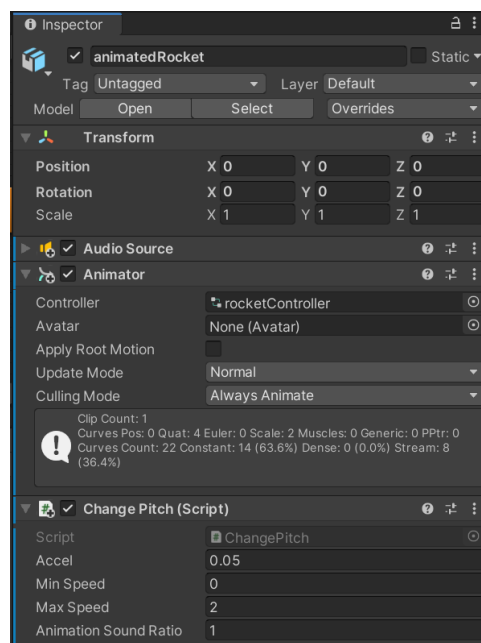 Inspector
animatedRocket Static
Tag Untagged Layer Default
Model Open Select Overrides
Transform
Position X 0 Y 0 Z 0
Rotation X 0 Y 0 Z 0
Scale X 1 Y 1 Z 1
Audio Source
Animator
Controller rocketController
Avatar None (Avatar)
Apply Root Motion
Update Mode Normal
Culling Mode Always Animate
Clip Count: 1
Curves Pos: 0 Quat: 4 Euler: 0 Scale: 2 Muscles: 0 Generic: 0 PPtr: 0
Curves Count: 22 Constant: 14 (63.6%) Dense: 0 (0.0%) Stream: 8
(36.4%)
Change Pitch (Script)
Script ChangePitch
Accel 0.05
Min Speed 0
Max Speed 2
Animation Sound Ratio 1